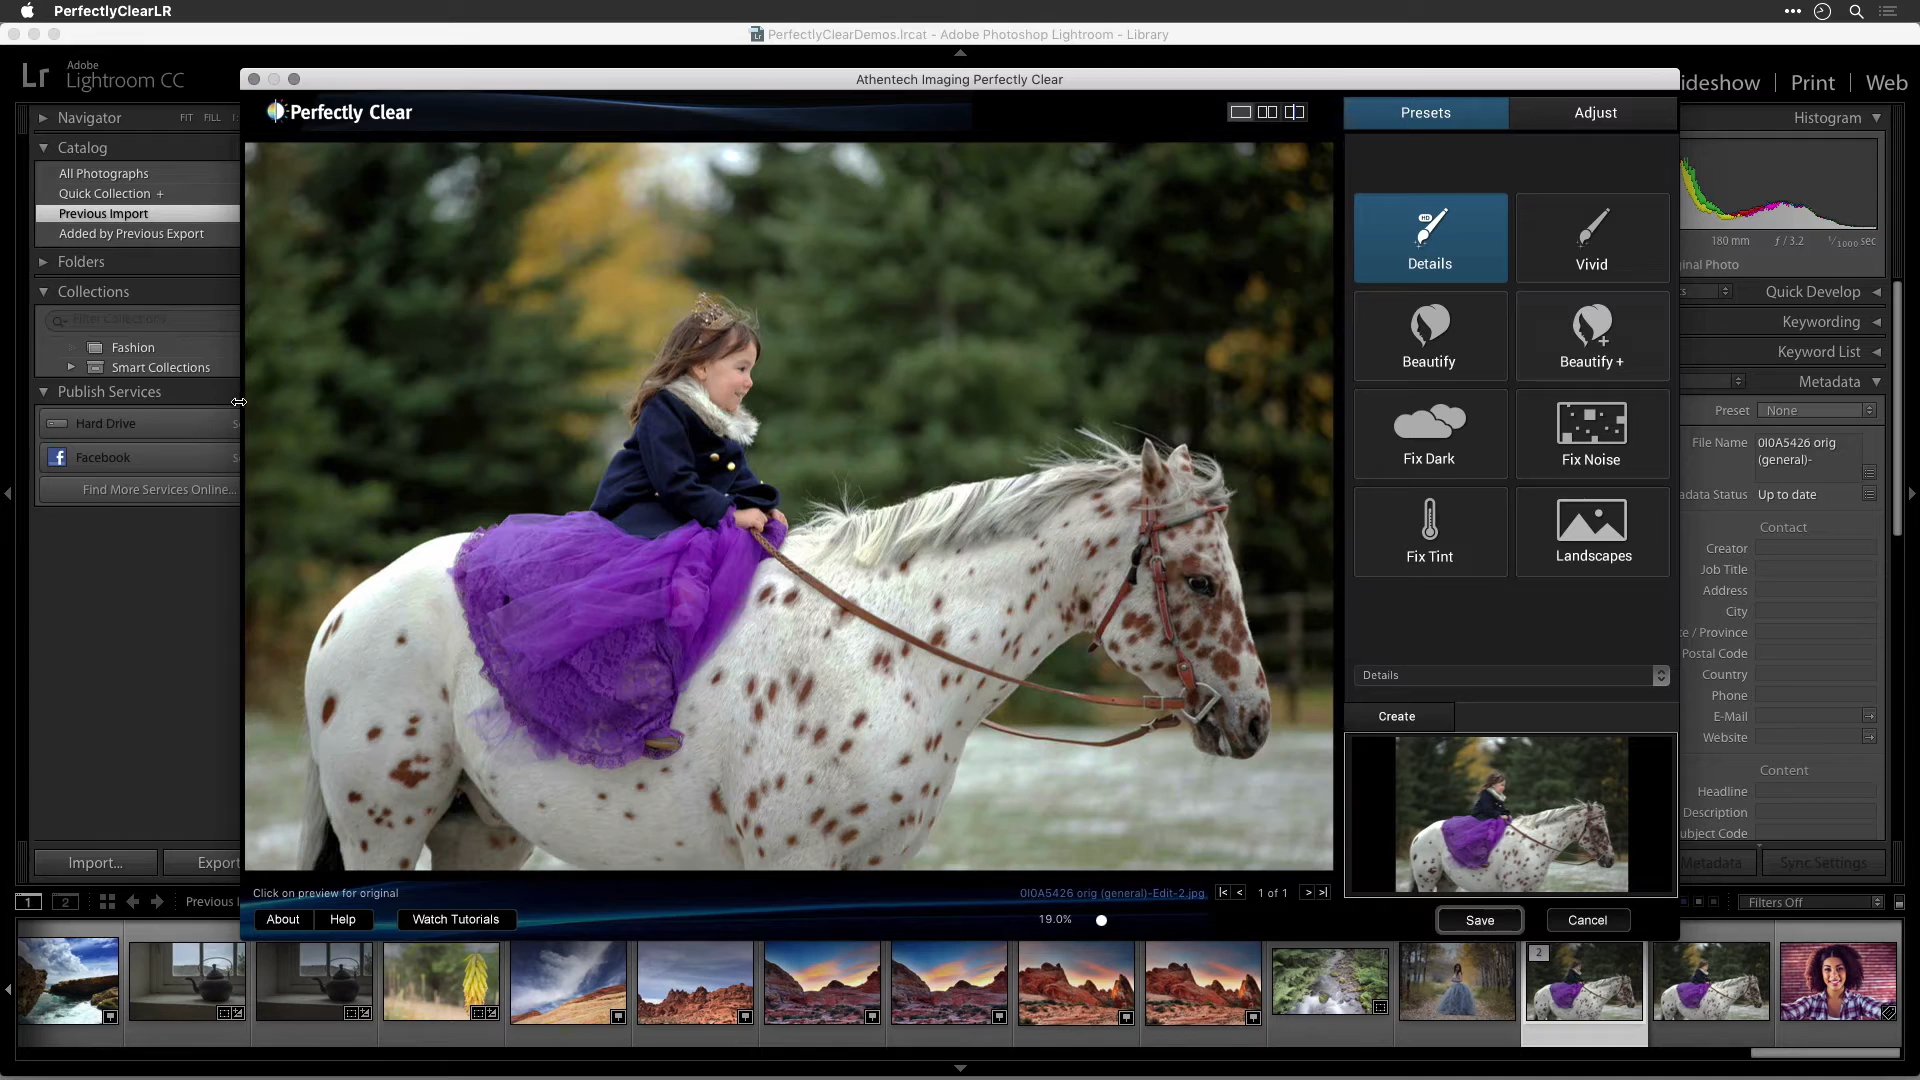 PerfectlyClearLR
PerfectlyClearDemos.lrcat - Adobe Photoshop Lightroom - Library
Lr Adobe Lightroom CC
ideshow | Print | Web
Athentech Imaging Perfectly Clear
Perfectly Clear
Presets
Adjust
Navigator FIT FILL
Catalog
All Photographs
Quick Collection +
Previous Import
Added by Previous Export
Folders
Collections
Filter Collections
Fashion
Smart Collections
Publish Services
Hard Drive
Facebook
Find More Services Online...
Import...
Export
Details
Vivid
Beautify
Beautify +
Fix Dark
Fix Noise
Fix Tint
Landscapes
Details
Create
Histogram
180 mm f / 3.2 1/1000 sec
inal Photo
Quick Develop
Keywording
Keyword List
Metadata
Preset None
File Name 0I0A5426 orig
(general)-
adata Status Up to date
Contact
Creator
Job Title
Address
City
te / Province
Postal Code
Country
Phone
E-Mail
Website
Content
Headline
Description
ubject Code
Metadata
Sync Settings
Click on preview for original
0I0A5426 orig (general)-Edit-2.jpg
1 of 1
About
Help
Watch Tutorials
19.0%
Save
Cancel
1 2
Previous I
Filters Off
2